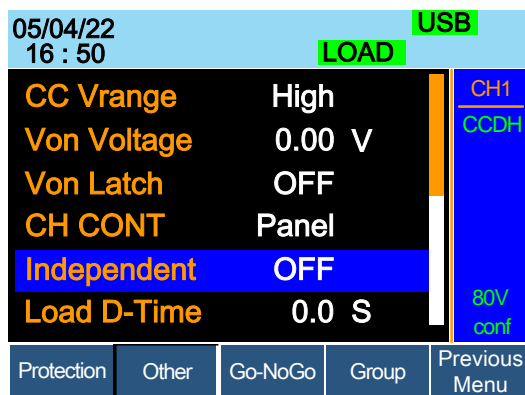 05/04/22 USB
16 : 50 LOAD
CC Vrange High
Von Voltage 0.00 V
Von Latch OFF
CH CONT Panel
Independent OFF
Load D-Time 0.0 S
CH1
CCDH
80V
conf
Protection Other Go-NoGo Group Previous
Menu